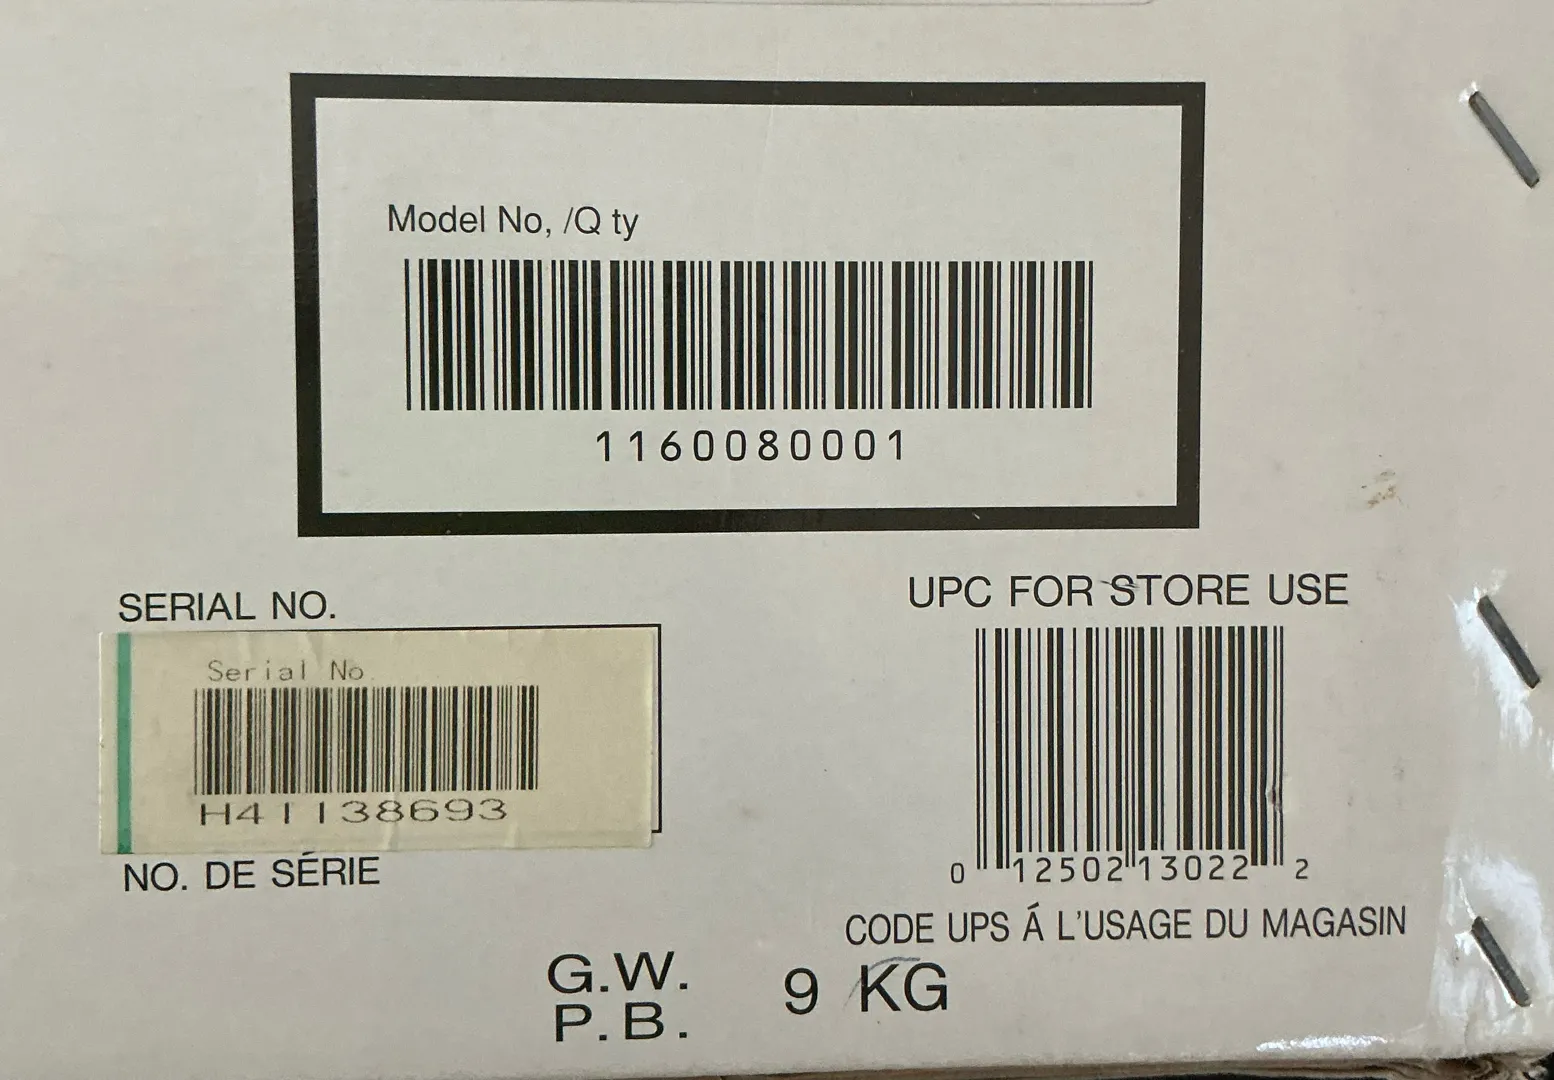 Model No, /Q ty
1160080001
SERIAL NO.
Serial No.
H41138693
NO. DE SÉRIE
UPC FOR STORE USE
0 12502 13022 2
CODE UPS Á L'USAGE DU MAGASIN
G.W. 9 KG
P.B.